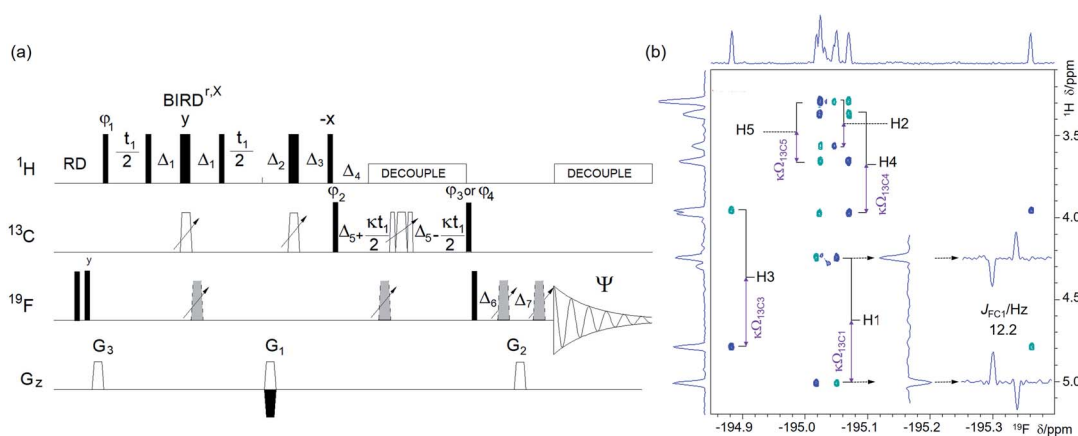 (a)
BIRD^r,X
φ1 y -x
1H RD t1/2 Δ1 Δ1 t1/2 Δ2 Δ3 Δ4 DECOUPLE DECOUPLE
φ2 φ3 or φ4
13C Δ5+ κt1/2 Δ5- κt1/2
y
19F Δ6 Δ7 Ψ
G3 G1 G2
Gz
(b)
δ/ppm
1H
3.5
4.0
4.5
5.0
H5 H2
κΩ13C5 H4
κΩ13C4
H3
κΩ13C3
H1
κΩ13C1
JFC1/Hz
12.2
-194.9 -195.0 -195.1 -195.2 -195.3 19F δ/ppm